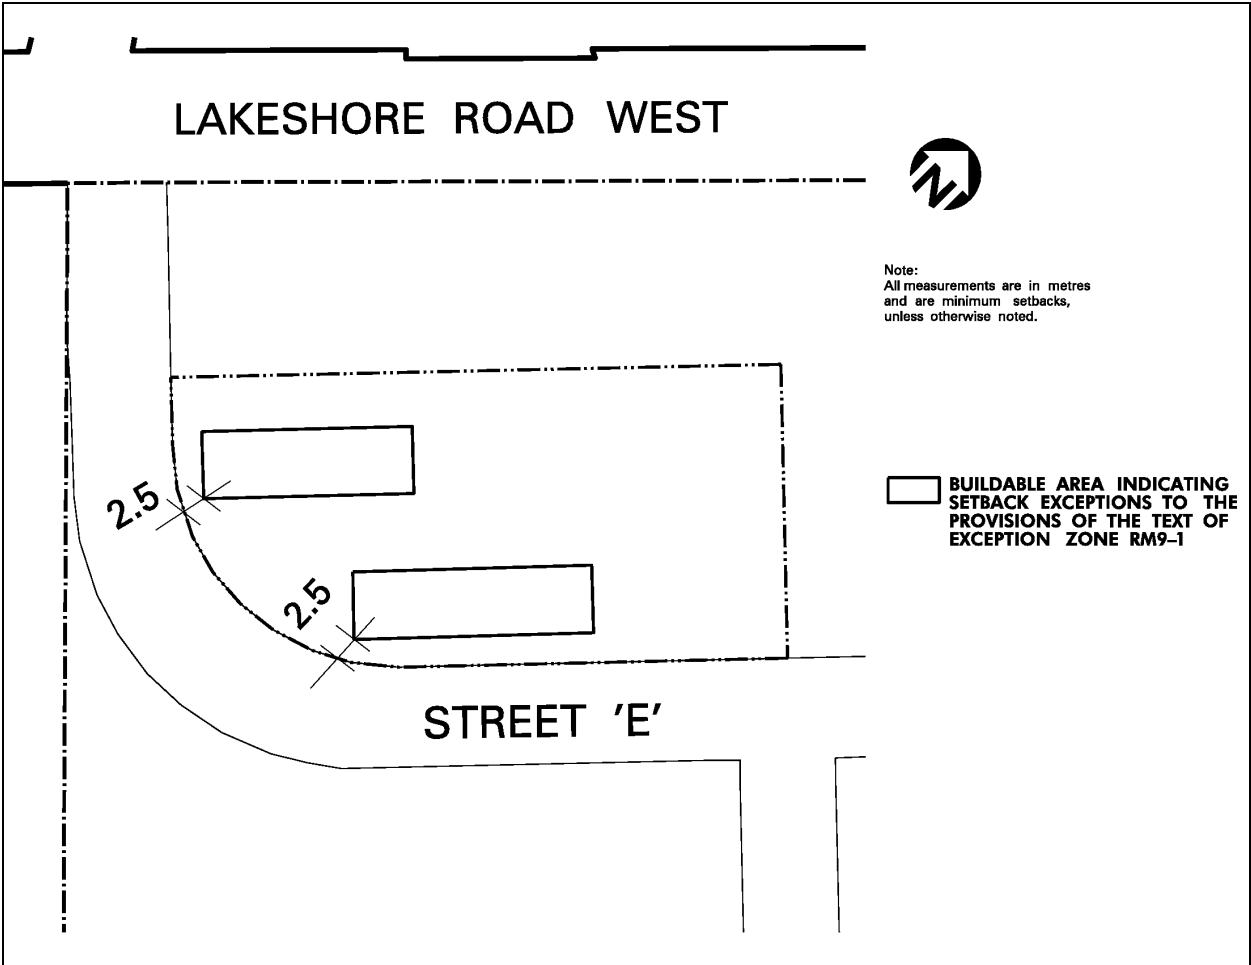 LAKESHORE ROAD WEST
N
Note:
All measurements are in metres
and are minimum setbacks,
unless otherwise noted.
2.5
BUILDABLE AREA INDICATING
SETBACK EXCEPTIONS TO THE
PROVISIONS OF THE TEXT OF
EXCEPTION ZONE RM9–1
2.5
STREET 'E'